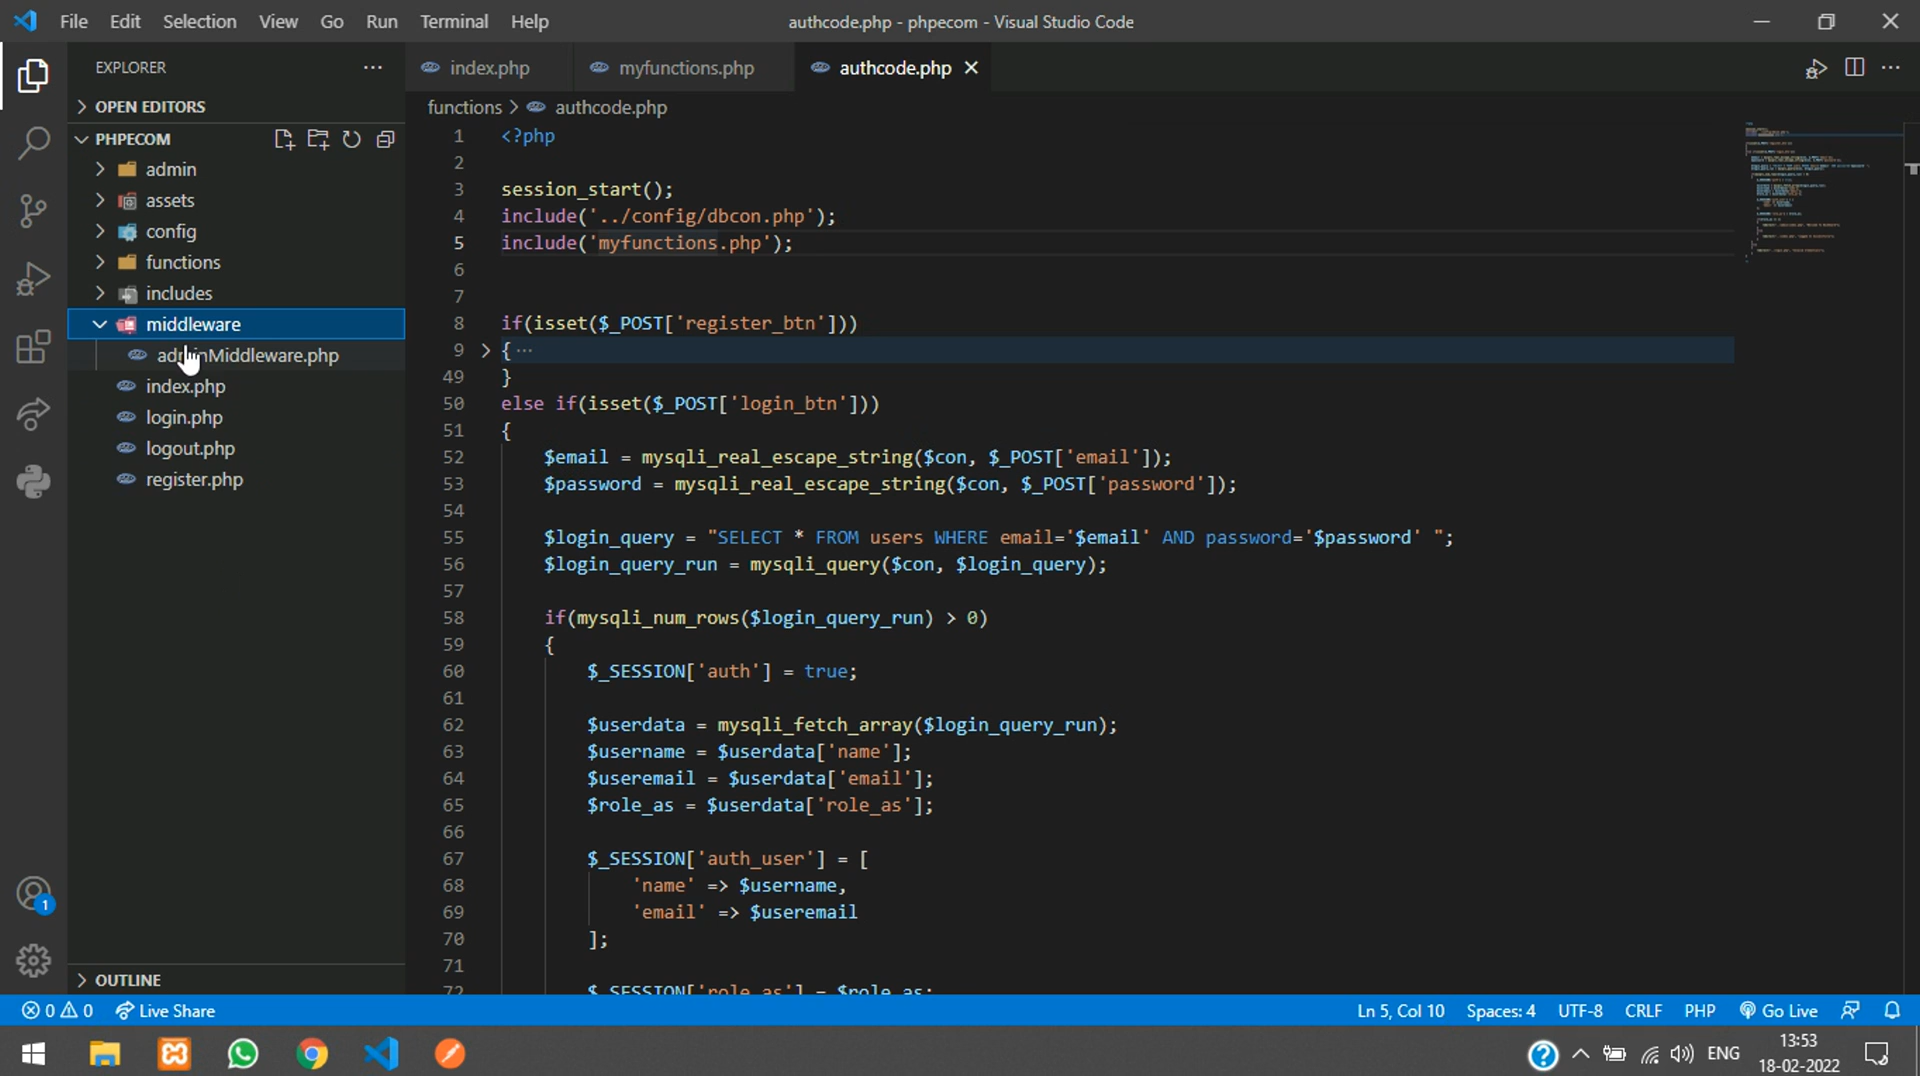 File Edit Selection View Go Run Terminal Help
authcode.php - phpecom - Visual Studio Code
EXPLORER
OPEN EDITORS
PHPECOM
admin
assets
config
functions
includes
middleware
adminMiddleware.php
index.php
login.php
logout.php
register.php
OUTLINE
index.php myfunctions.php authcode.php
functions > authcode.php
1 <?php
2
3 session_start();
4 include('../config/dbcon.php');
5 include('myfunctions.php');
6
7
8 if(isset($_POST['register_btn']))
9 { ...
49 }
50 else if(isset($_POST['login_btn']))
51 {
52 $email = mysqli_real_escape_string($con, $_POST['email']);
53 $password = mysqli_real_escape_string($con, $_POST['password']);
54
55 $login_query = "SELECT * FROM users WHERE email='$email' AND password='$password' ";
56 $login_query_run = mysqli_query($con, $login_query);
57
58 if(mysqli_num_rows($login_query_run) > 0)
59 {
60 $_SESSION['auth'] = true;
61
62 $userdata = mysqli_fetch_array($login_query_run);
63 $username = $userdata['name'];
64 $useremail = $userdata['email'];
65 $role_as = $userdata['role_as'];
66
67 $_SESSION['auth_user'] = [
68 'name' => $username,
69 'email' => $useremail
70 ];
71
72 $_SESSION['role_as'] = $role_as;
1
0 0 Live Share
Ln 5, Col 10 Spaces: 4 UTF-8 CRLF PHP Go Live
ENG
13:53
18-02-2022